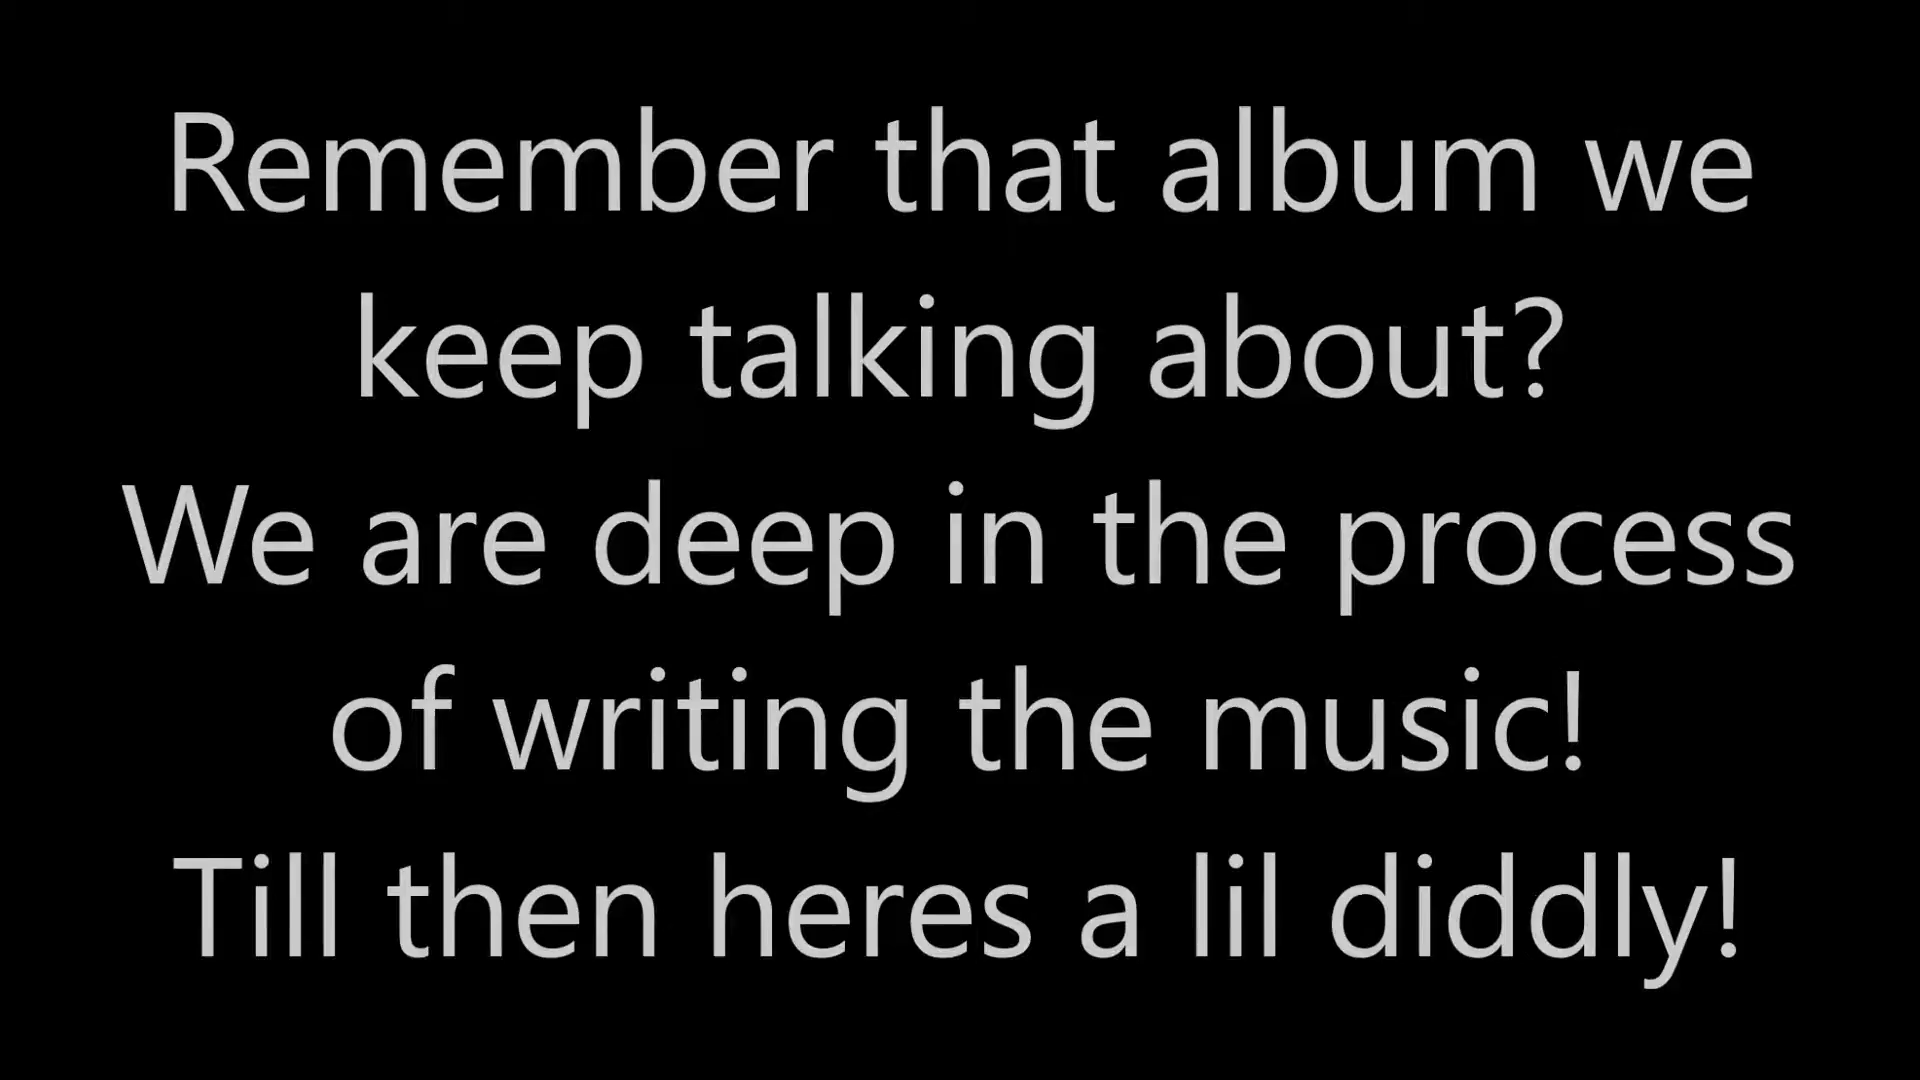 Remember that album we
keep talking about?
We are deep in the process
of writing the music!
Till then heres a lil diddly!